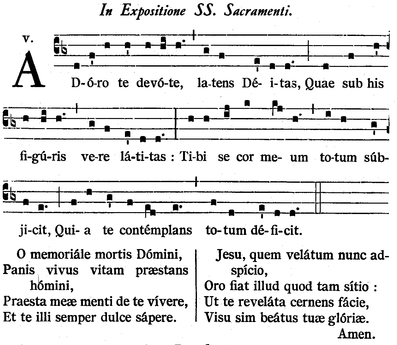 In Expositione SS. Sacramenti.
V.
A D-ó-ro te devó-te, la-tens Dé- i-tas, Quae sub his
fi-gú-ris ve-re lá-ti-tas : Ti-bi se cor me- um to-tum súb-
ji-cit, Qui- a te contémplans to-tum dé-fi-cit.
O memoriále mortis Dómini,
Panis vivus vitam præstans
hómini,
Praesta meæ menti de te vívere,
Et te illi semper dulce sápere.
Jesu, quem velátum nunc ad-
spício,
Oro fiat illud quod tam sítio :
Ut te reveláta cernens fácie,
Visu sim beátus tuæ glóriæ.
Amen.